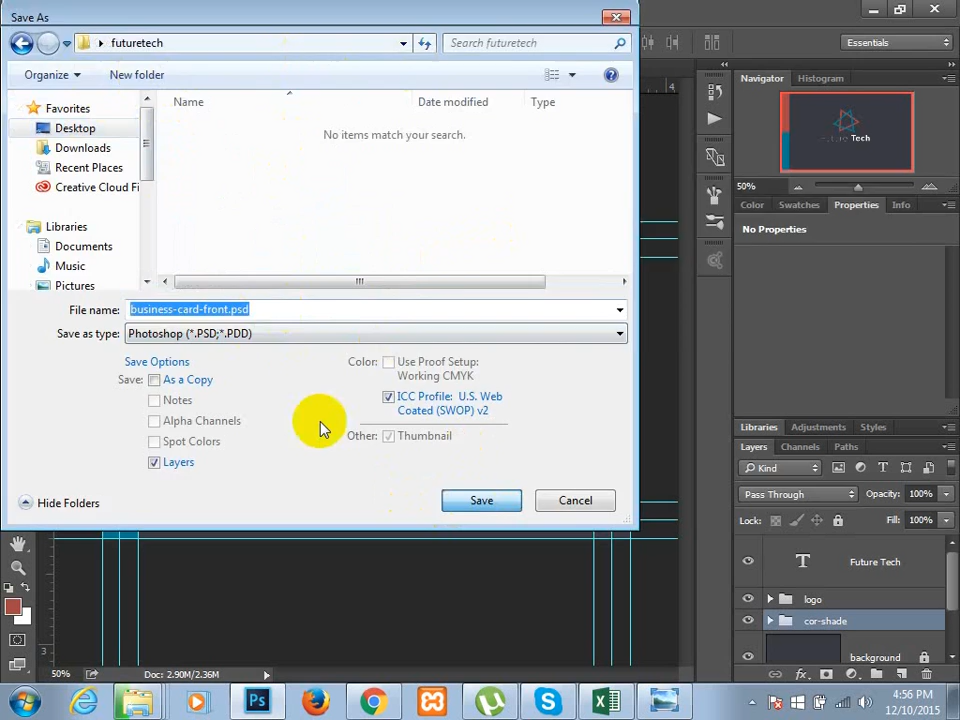 Save As
futuretech
Search futuretech
Essentials
Organize
New folder
Navigator
Histogram
Favorites
Name
Date modified
Type
Desktop
No items match your search.
Downloads
Recent Places
Creative Cloud Fi
Tech
50%
Color
Swatches
Properties
Info
Libraries
No Properties
Documents
Music
Pictures
File name:
business-card-front.psd
Save as type:
Photoshop (*.PSD;*.PDD)
Save Options
Color:
Use Proof Setup:
Working CMYK
Save:
As a Copy
Notes
ICC Profile: U.S. Web
Coated (SWOP) v2
Alpha Channels
Other:
Thumbnail
Spot Colors
Layers
Libraries
Adjustments
Styles
Layers
Channels
Paths
Kind
Pass Through
Opacity:
100%
Hide Folders
Save
Cancel
Lock:
Fill:
100%
T
Future Tech
logo
cor-shade
background
4
3
50%
Doc: 2.90M/2.36M
fx
Ps
4:56 PM
12/10/2015